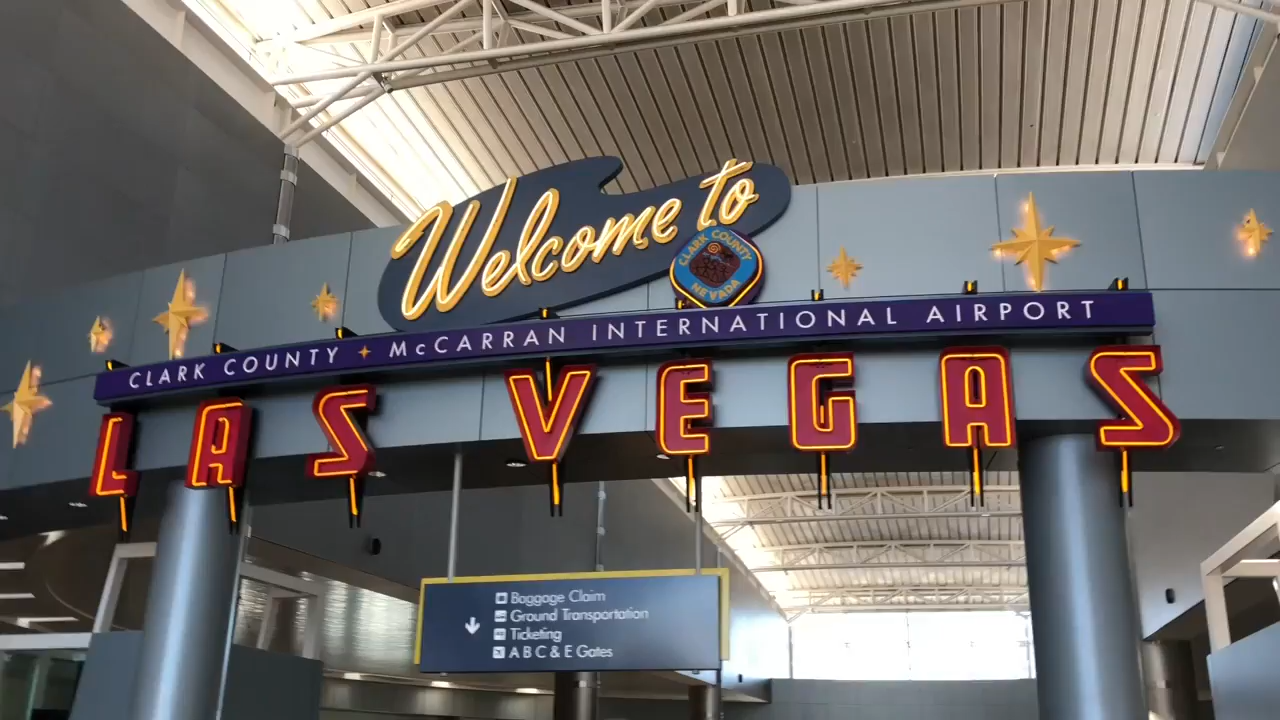 Welcome to
CLARK COUNTY
NEVADA
CLARK COUNTY McCARRAN INTERNATIONAL AIRPORT
LAS VEGAS
Baggage Claim
Ground Transportation
Ticketing
A B C & E Gates